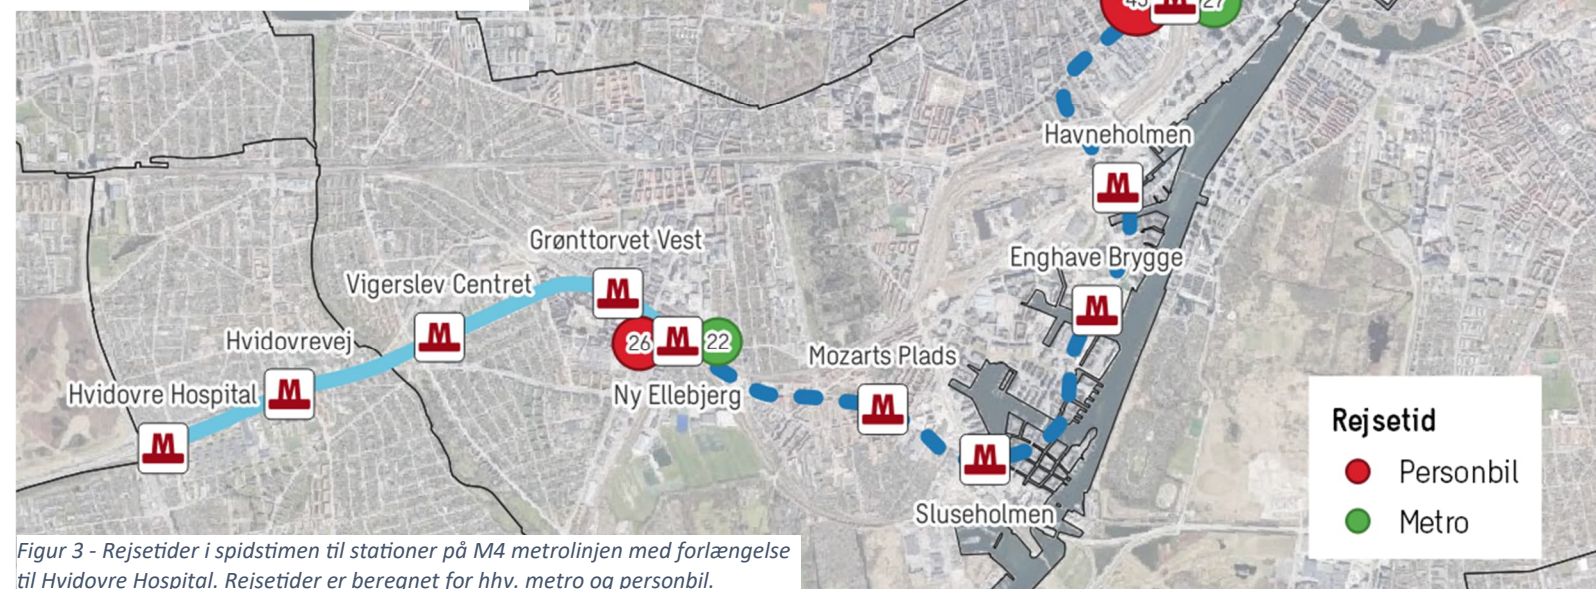 27
Havneholmen
M
Enghave Brygge
M
Grønttorvet Vest
M
Vigerslev Centret
M
26 M 22
Ny Ellebjerg
Hvidovrevej
M
Hvidovre Hospital
M
Mozarts Plads
M
M
Sluseholmen
Rejsetid
Personbil
Metro
Figur 3 - Rejsetider i spidstimen til stationer på M4 metrolinjen med forlængelse
til Hvidovre Hospital. Rejsetider er beregnet for hhv. metro og personbil.